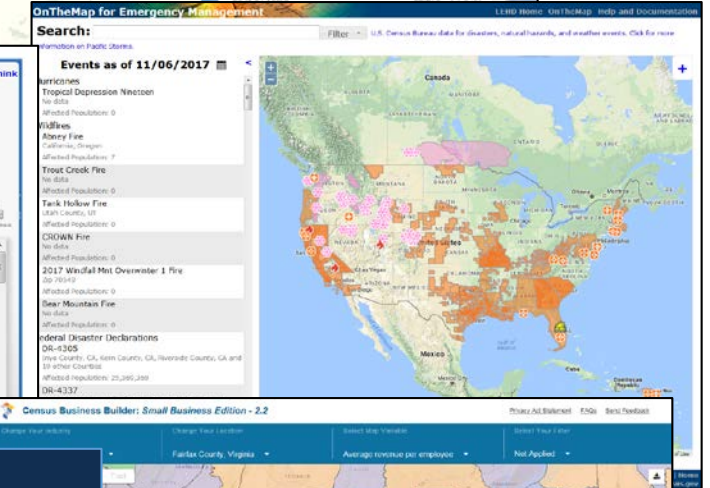 OnTheMap for Emergency Management
LEHD Home OnTheMap Help and Documentation
Search:
Filter
U.S. Census Bureau data for disasters, natural hazards, and weather events. Click for more
Information on Pacific Storms
hink
Events as of 11/06/2017
<
+
Hurricanes
Tropical Depression Nineteen
No data
Affected Population: 0
Wildfires
Abney Fire
California, Oregon
Affected Population: 7
Trout Creek Fire
No data
Affected Population: 0
Tank Hollow Fire
Utah County, UT
Affected Population: 0
CROWN Fire
No data
Affected Population: 0
2017 Windfall Mnt Overwinter 1 Fire
Affected Population: 0
Bear Mountain Fire
No data
Affected Population: 0
Federal Disaster Declarations
DR-4305
Inyo County, CA, Kern County, CA, Riverside County, CA and
10 other Counties
DR-4337
Canada
ONTARIO
MONTANA
NEVADA
United States
Mexico
Cuba
Census Business Builder: Small Business Edition - 2.2
Privacy Act Statement FAQs Send Feedback
Change Your Industry
Change Your Location
Select Map Variable
Select Your Filter
Fairfax County, Virginia
Average revenue per employee
Not Applied